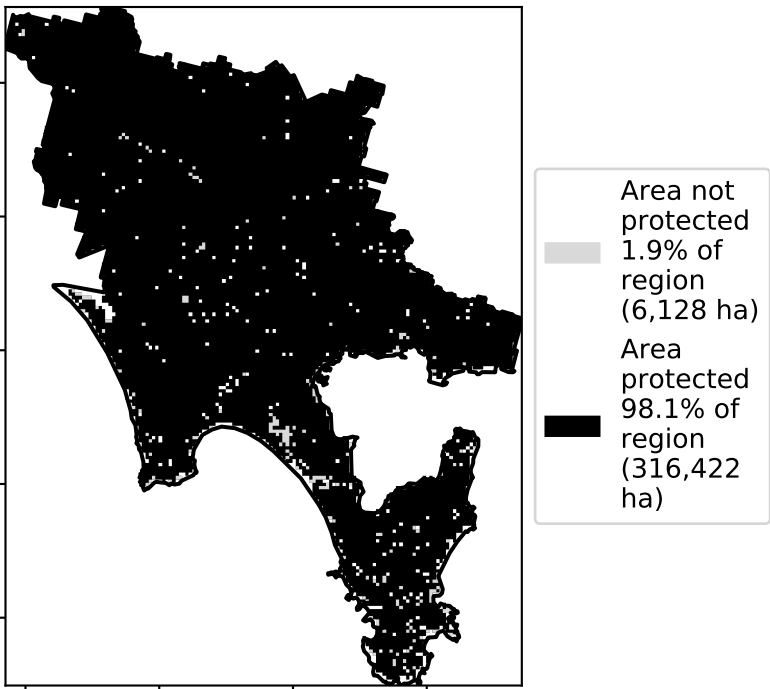 Area not
protected
1.9% of
region
(6,128 ha)
Area
protected
98.1% of
region
(316,422
ha)